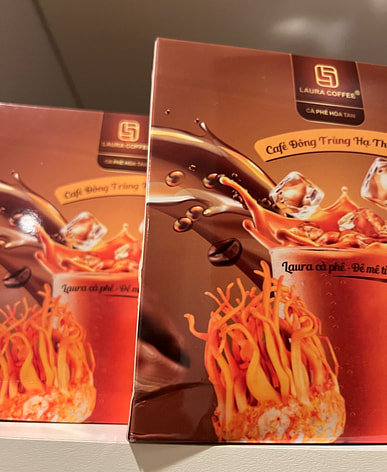 LAURA COFFEE®
CÀ PHÊ HÒA TAN
Café Đông Trùng Hạ
Laura cà phê - Đê mê
LAURA COFFEE®
CÀ PHÊ HÒA TAN
Café Đông Trùng
Laura cà phê - Đê mê